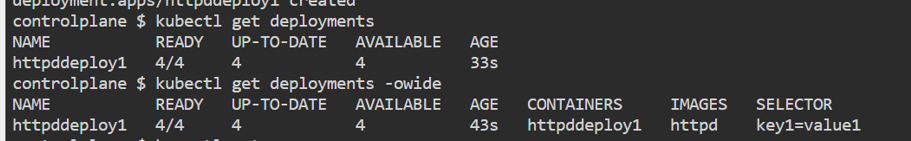 deployment.apps/httpddeploy1 created
controlplane $ kubectl get deployments
NAME           READY   UP-TO-DATE   AVAILABLE   AGE
httpddeploy1   4/4     4            4           33s
controlplane $ kubectl get deployments -owide
NAME           READY   UP-TO-DATE   AVAILABLE   AGE   CONTAINERS     IMAGES   SELECTOR
httpddeploy1   4/4     4            4           43s   httpddeploy1   httpd    key1=value1